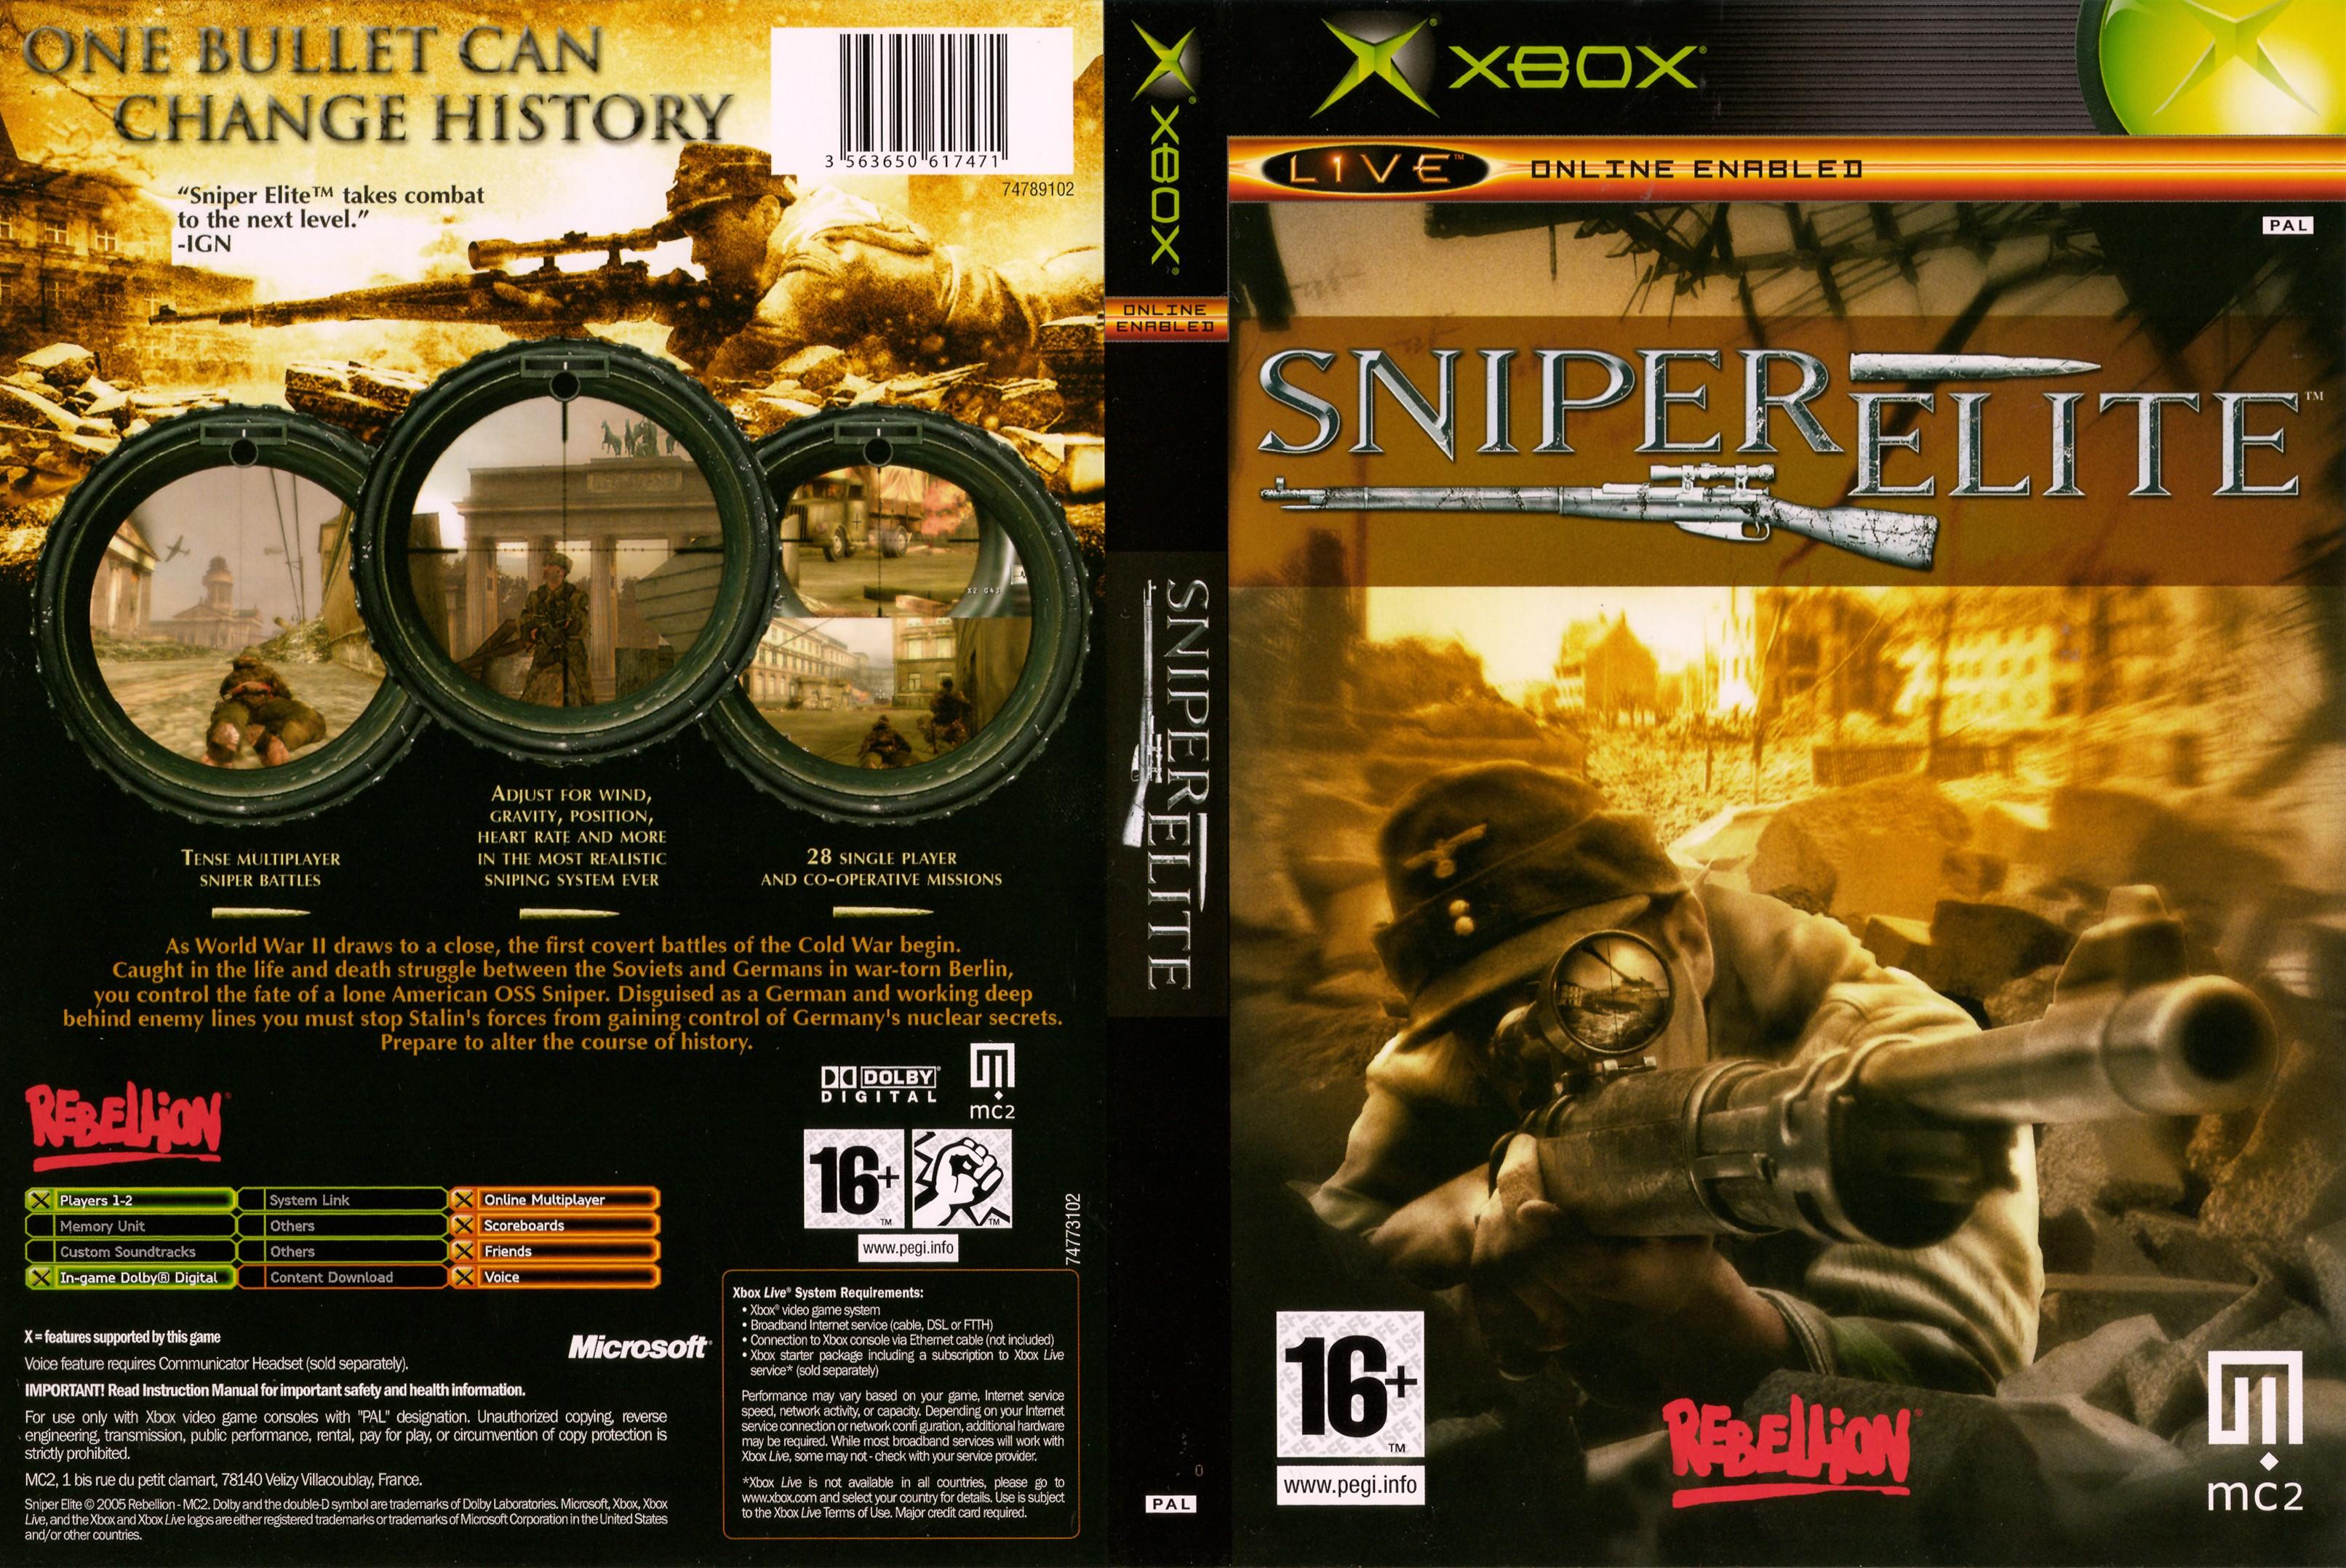 ONE BULLET CAN
CHANGE HISTORY
3 563650 617471
74789102
"Sniper Elite™ takes combat
to the next level."
-IGN
TENSE MULTIPLAYER
SNIPER BATTLES
ADJUST FOR WIND,
GRAVITY, POSITION,
HEART RATE AND MORE
IN THE MOST REALISTIC
SNIPING SYSTEM EVER
28 SINGLE PLAYER
AND CO-OPERATIVE MISSIONS
As World War II draws to a close, the first covert battles of the Cold War begin.
Caught in the life and death struggle between the Soviets and Germans in war-torn Berlin,
you control the fate of a lone American OSS Sniper. Disguised as a German and working deep
behind enemy lines you must stop Stalin's forces from gaining control of Germany's nuclear secrets.
Prepare to alter the course of history.
REBELLION®
DOLBY®
DIGITAL
mc2
16+™
™
www.pegi.info
74773102
Players 1-2
System Link
Online Multiplayer
Memory Unit
Others
Scoreboards
Custom Soundtracks
Others
Friends
In-game Dolby® Digital
Content Download
Voice
X = features supported by this game
Microsoft®
Voice feature requires Communicator Headset (sold separately).
IMPORTANT! Read Instruction Manual for important safety and health information.
For use only with Xbox video game consoles with "PAL" designation. Unauthorized copying, reverse
engineering, transmission, public performance, rental, pay for play, or circumvention of copy protection is
strictly prohibited.
MC2, 1 bis rue du petit clamart, 78140 Velizy Villacoublay, France.
Sniper Elite © 2005 Rebellion - MC2. Dolby and the double-D symbol are trademarks of Dolby Laboratories. Microsoft, Xbox, Xbox
Live, and the Xbox and Xbox Live logos are either registered trademarks or trademarks of Microsoft Corporation in the United States
and/or other countries.
Xbox Live® System Requirements:
• Xbox® video game system
• Broadband Internet service (cable, DSL or FTTH)
• Connection to Xbox console via Ethernet cable (not included)
• Xbox starter package including a subscription to Xbox Live
service* (sold separately)
Performance may vary based on your game, Internet service
speed, network activity, or capacity. Depending on your Internet
service connection or network confi guration, additional hardware
may be required. While most broadband services will work with
Xbox Live, some may not - check with your service provider.
*Xbox Live is not available in all countries, please go to
www.xbox.com and select your country for details. Use is subject
to the Xbox Live Terms of Use. Major credit card required.
XBOX®
ONLINE
ENABLED
SNIPER ELITE
PAL
XBOX®
LIVE™
ONLINE ENABLED
PAL
SNIPER ELITE™
16+™
www.pegi.info
REBELLION®
mc2